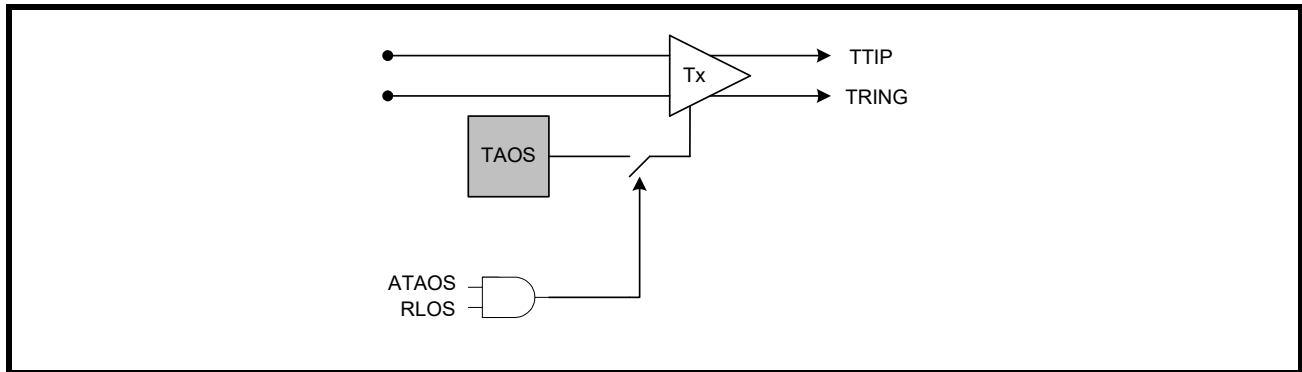 Tx
TTIP
TRING
TAOS
ATAOS
RLOS